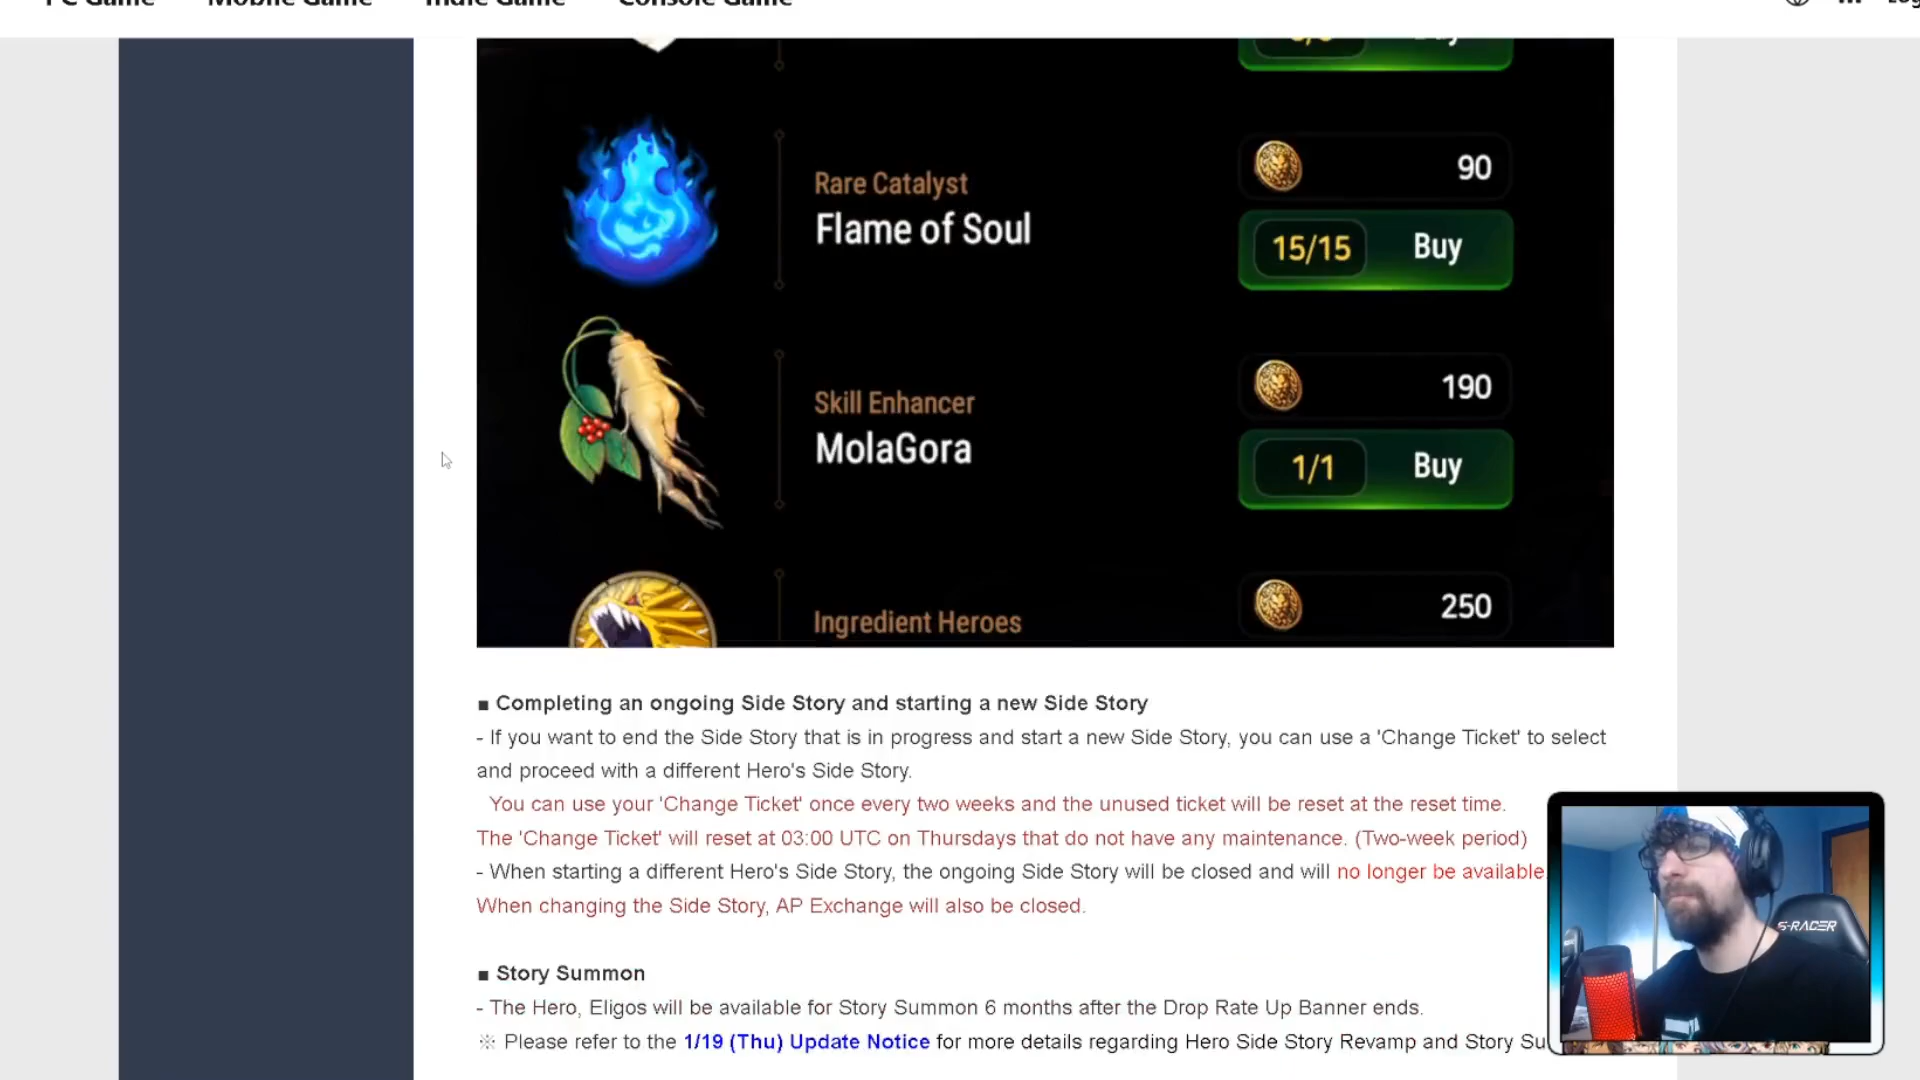 PC Game Mobile Game Indie Game Console Game
Buy
Rare Catalyst
Flame of Soul
90
15/15 Buy
Skill Enhancer
MolaGora
190
1/1 Buy
Ingredient Heroes
250
■ Completing an ongoing Side Story and starting a new Side Story
- If you want to end the Side Story that is in progress and start a new Side Story, you can use a 'Change Ticket' to select
and proceed with a different Hero's Side Story.
You can use your 'Change Ticket' once every two weeks and the unused ticket will be reset at the reset time.
The 'Change Ticket' will reset at 03:00 UTC on Thursdays that do not have any maintenance. (Two-week period)
- When starting a different Hero's Side Story, the ongoing Side Story will be closed and will no longer be available.
When changing the Side Story, AP Exchange will also be closed.
S-RACER
■ Story Summon
- The Hero, Eligos will be available for Story Summon 6 months after the Drop Rate Up Banner ends.
※ Please refer to the 1/19 (Thu) Update Notice for more details regarding Hero Side Story Revamp and Story Su